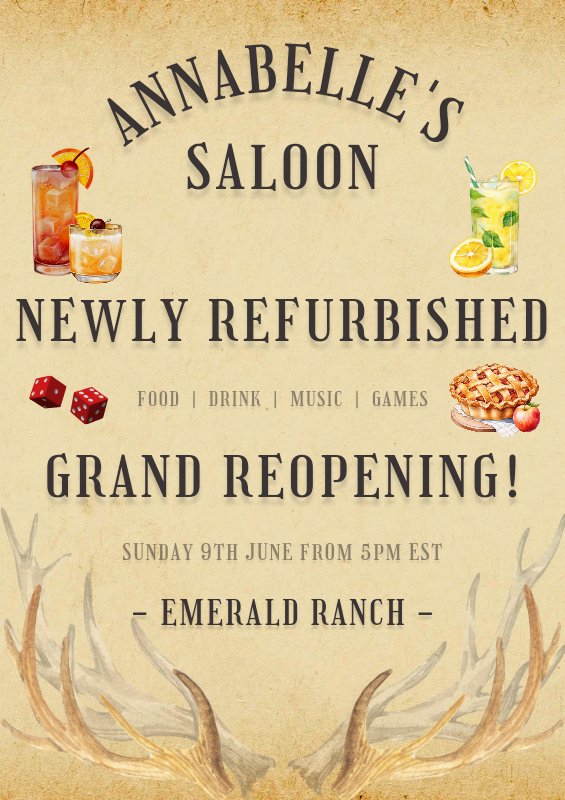 ANNABELLE'S
SALOON
NEWLY REFURBISHED
FOOD | DRINK | MUSIC | GAMES
GRAND REOPENING!
SUNDAY 9TH JUNE FROM 5PM EST
– EMERALD RANCH –